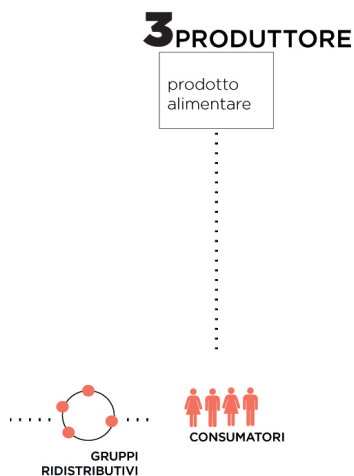 3PRODUTTORE
prodotto
alimentare
CONSUMATORI
GRUPPI
RIDISTRIBUTIVI